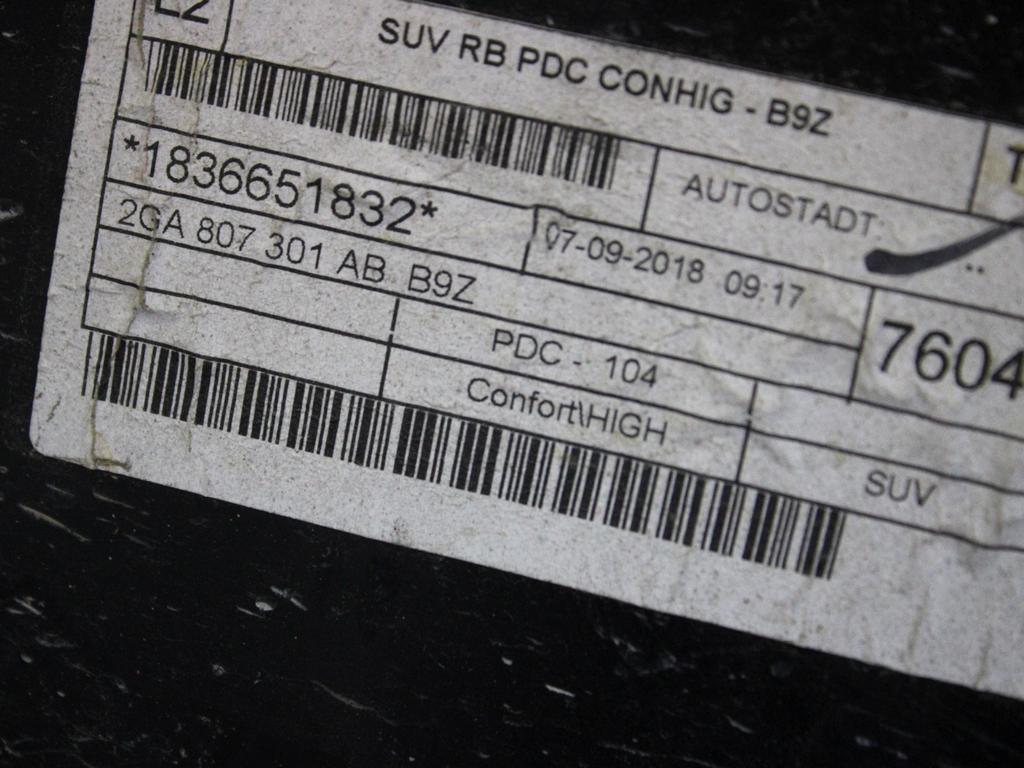 SUV RB PDC CONHIG - B9Z
*1836651832*
AUTOSTADT:
07-09-2018 09:17
2GA 807 301 AB B9Z
7604
PDC - 104
Confort\HIGH
SUV